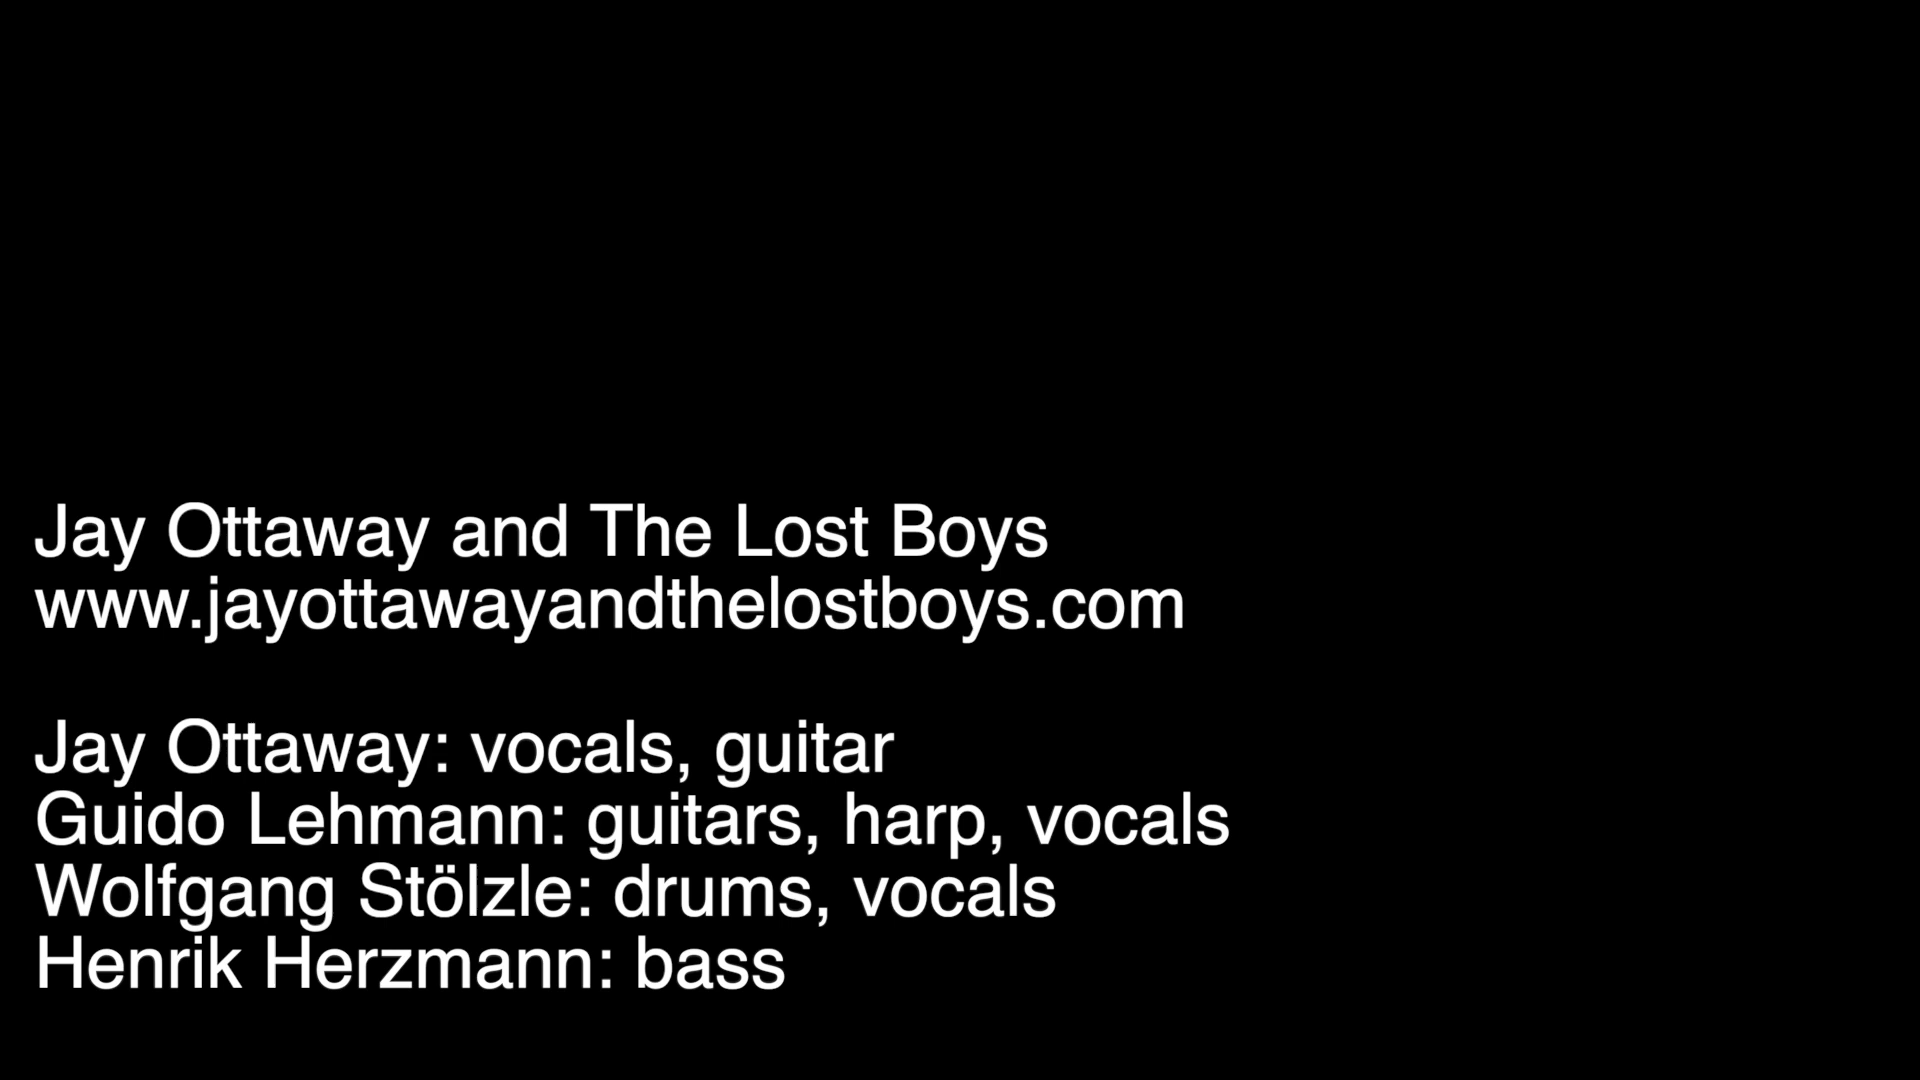 Jay Ottaway and The Lost Boys
www.jayottawayandthelostboys.com
Jay Ottaway: vocals, guitar
Guido Lehmann: guitars, harp, vocals
Wolfgang Stölzle: drums, vocals
Henrik Herzmann: bass